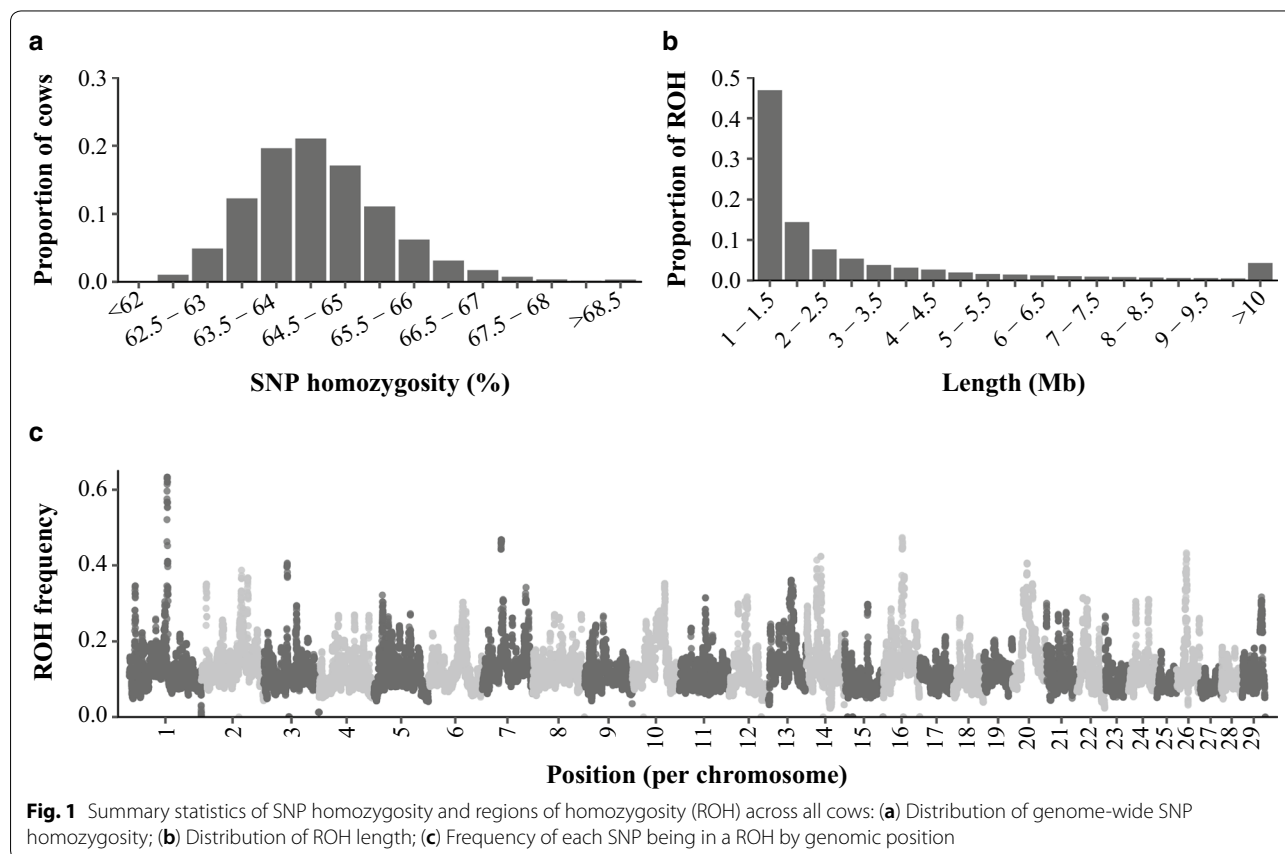 a
0.3
0.2
0.1
0.0
Proportion of cows
<62
62.5 – 63
63.5 – 64
64.5 – 65
65.5 – 66
66.5 – 67
67.5 – 68
>68.5
SNP homozygosity (%)
b
0.5
0.4
0.3
0.2
0.1
0.0
Proportion of ROH
1 – 1.5
2 – 2.5
3 – 3.5
4 – 4.5
5 – 5.5
6 – 6.5
7 – 7.5
8 – 8.5
9 – 9.5
>10
Length (Mb)
c
0.6
0.4
0.2
0.0
ROH frequency
1
2
3
4
5
6
7
8
9
10
11
12
13
14
15
16
17
18
19
20
21
22
23
24
25
26
27
28
29
Position (per chromosome)
Fig. 1 Summary statistics of SNP homozygosity and regions of homozygosity (ROH) across all cows: (a) Distribution of genome-wide SNP
homozygosity; (b) Distribution of ROH length; (c) Frequency of each SNP being in a ROH by genomic position